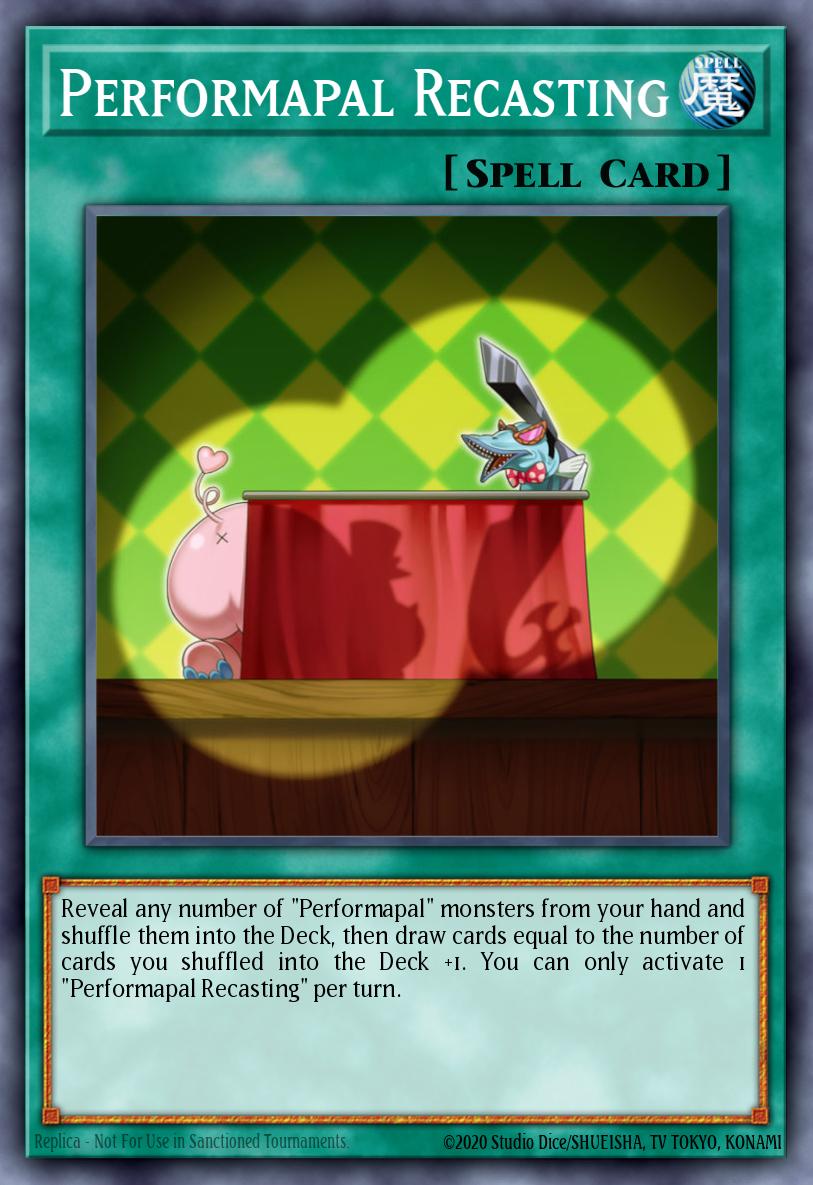 PERFORMAPAL RECASTING
SPELL
魔
[SPELL CARD]
Reveal any number of "Performapal" monsters from your hand and
shuffle them into the Deck, then draw cards equal to the number of
cards you shuffled into the Deck +1. You can only activate 1
"Performapal Recasting" per turn.
Replica - Not For Use in Sanctioned Tournaments.
©2020 Studio Dice/SHUEISHA, TV TOKYO, KONAMI